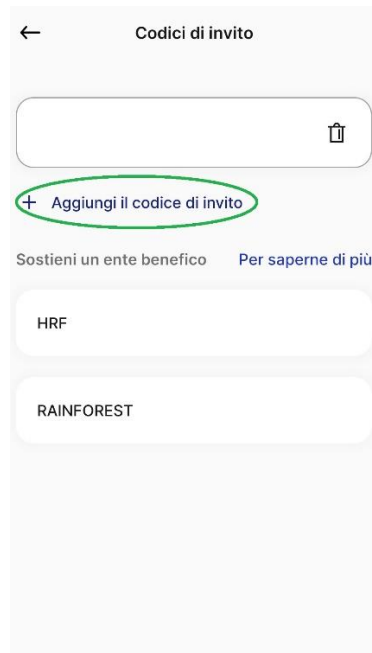 Codici di invito
+ Aggiungi il codice di invito
Sostieni un ente benefico Per saperne di più
HRF
RAINFOREST